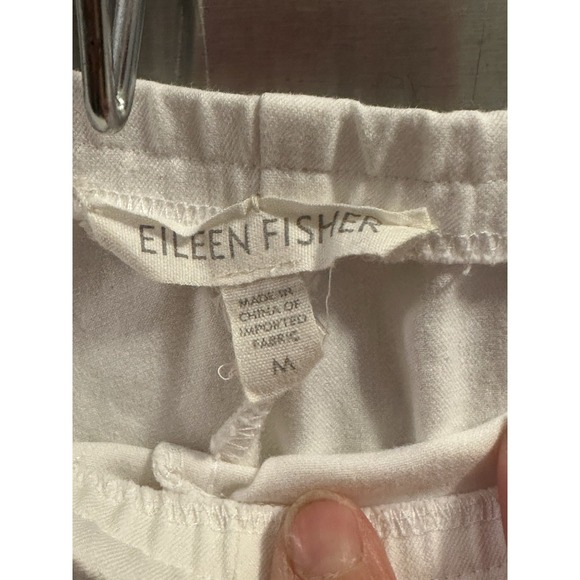 EILEEN FISHER
MADE IN
CHINA OF
IMPORTED
FABRIC
M